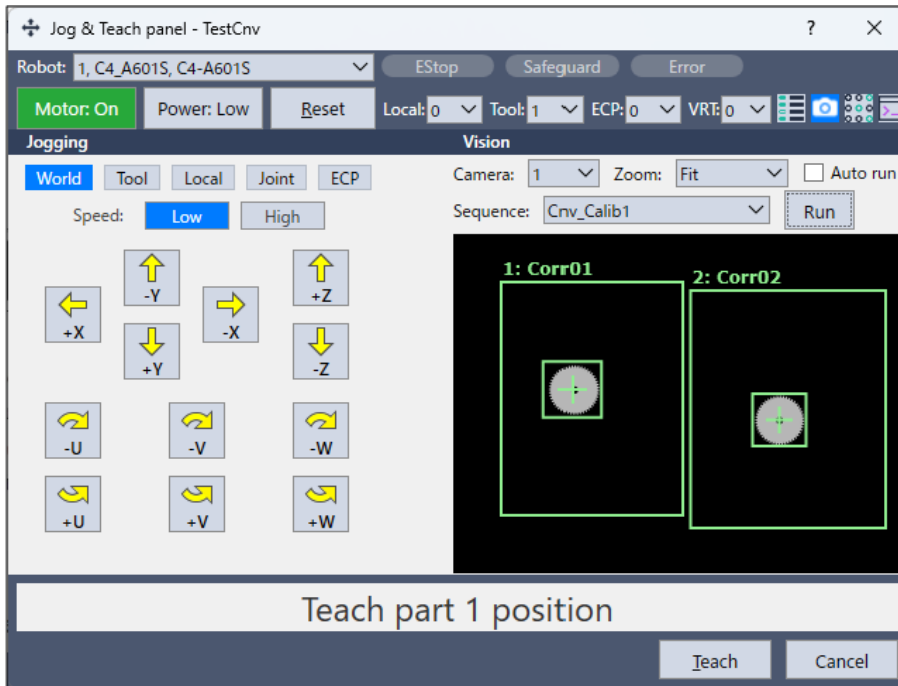 Jog & Teach panel - TestCnv
?
Robot: 1, C4_A601S, C4-A601S
EStop
Safeguard
Error
Motor: On
Power: Low
Reset
Local: 0
Tool: 1
ECP: 0
VRT: 0
Jogging
World
Tool
Local
Joint
ECP
Speed:
Low
High
-Y
+Z
+X
-X
+Y
-Z
-U
-V
-W
+U
+V
+W
Vision
Camera: 1
Zoom: Fit
Auto run
Sequence: Cnv_Calib1
Run
1: Corr01
2: Corr02
Teach part 1 position
Teach
Cancel